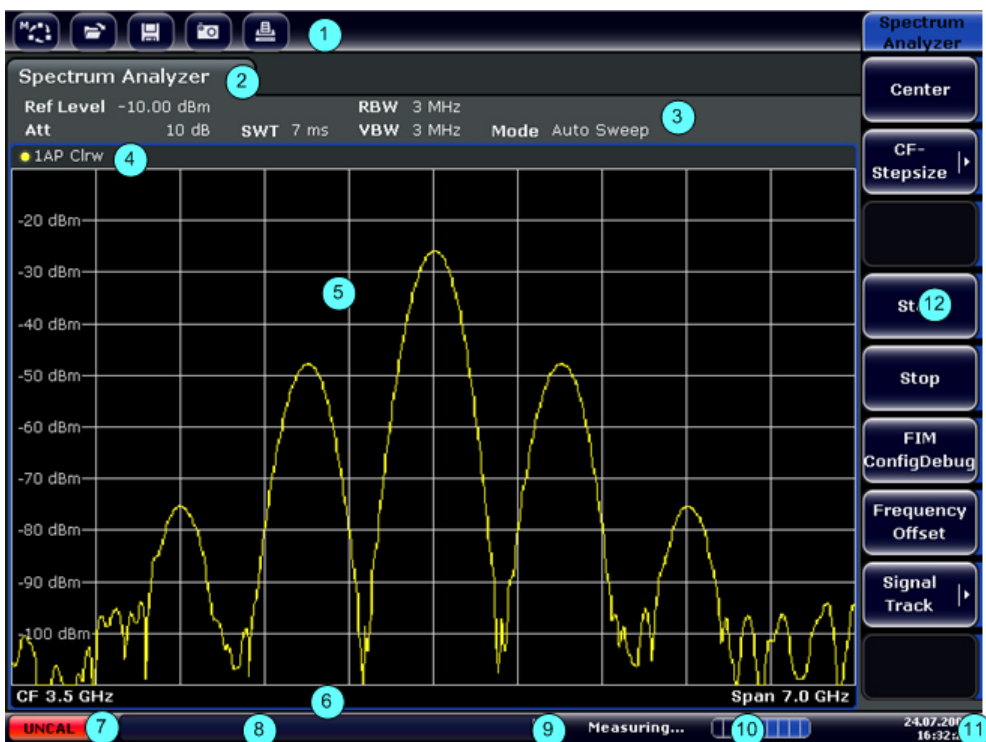 M
1
Spectrum Analyzer
Spectrum Analyzer 2
Ref Level -10.00 dBm RBW 3 MHz
3
Att 10 dB SWT 7 ms VBW 3 MHz Mode Auto Sweep
1AP Clrw 4
-20 dBm
-30 dBm
5
-40 dBm
-50 dBm
-60 dBm
-70 dBm
-80 dBm
-90 dBm
-100 dBm
CF 3.5 GHz 6 Span 7.0 GHz
UNCAL 7 8 9 Measuring... 10 11
Center
CF-
Stepsize
12
Stop
FIM
ConfigDebug
Frequency
Offset
Signal
Track